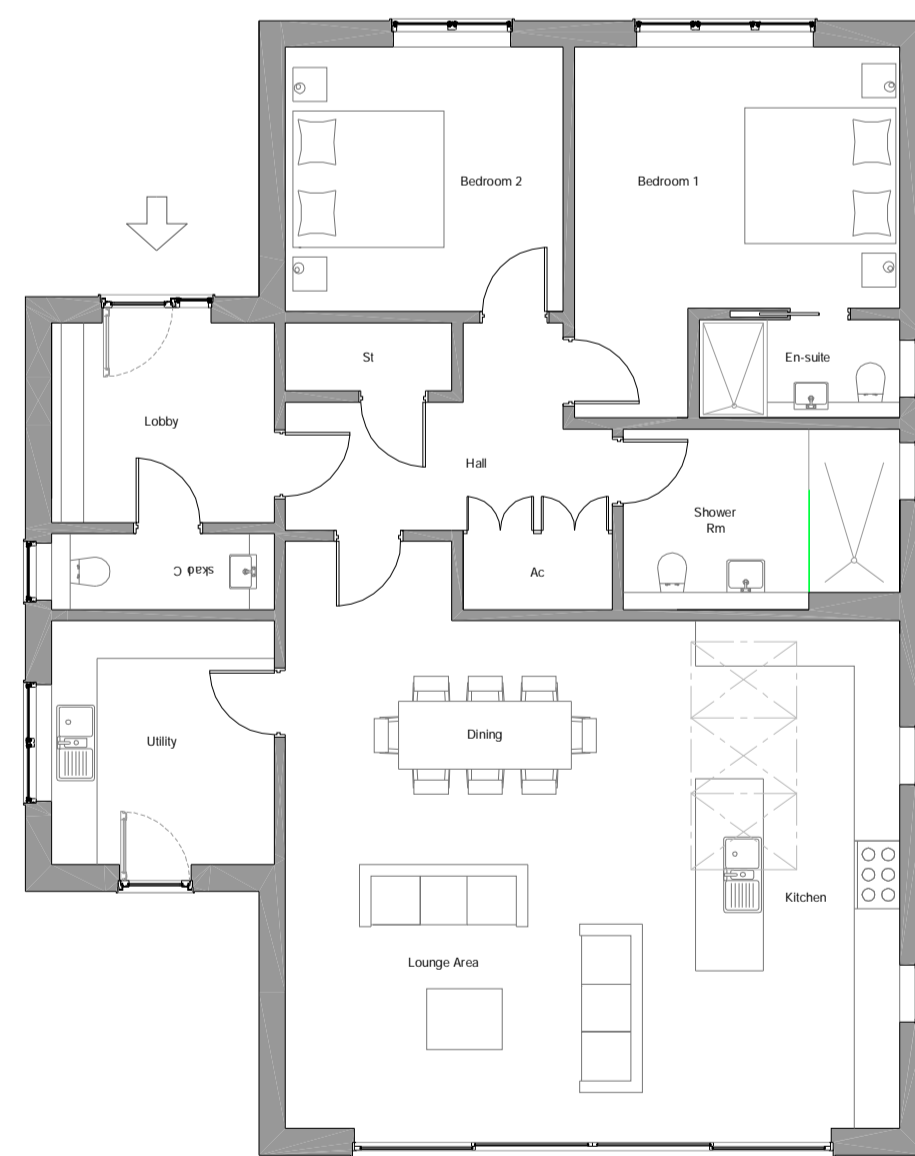 Bedroom 2
Bedroom 1
St
En-suite
Lobby
Hall
Shower
Rm
Ac
Utility
Dining
Kitchen
Lounge Area